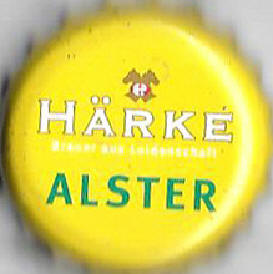 H
HÄRKE
Brauer aus Leidenschaft
ALSTER